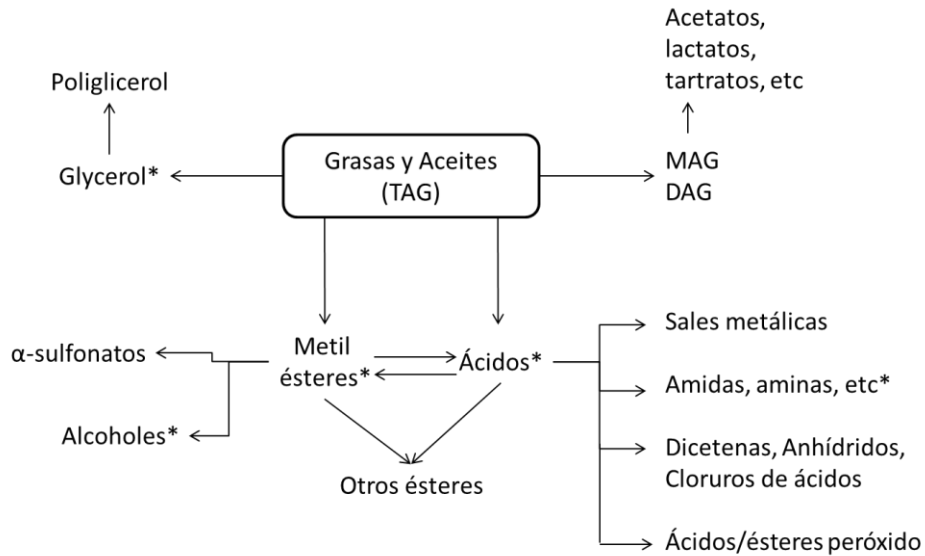 Acetatos,
lactatos,
tartratos, etc
Poliglicerol
Grasas y Aceites
(TAG)
Glycerol*
MAG
DAG
Sales metálicas
α-sulfonatos
Metil
ésteres*
Ácidos*
Amidas, aminas, etc*
Alcoholes*
Dicetenas, Anhídridos,
Cloruros de ácidos
Otros ésteres
Ácidos/ésteres peróxido